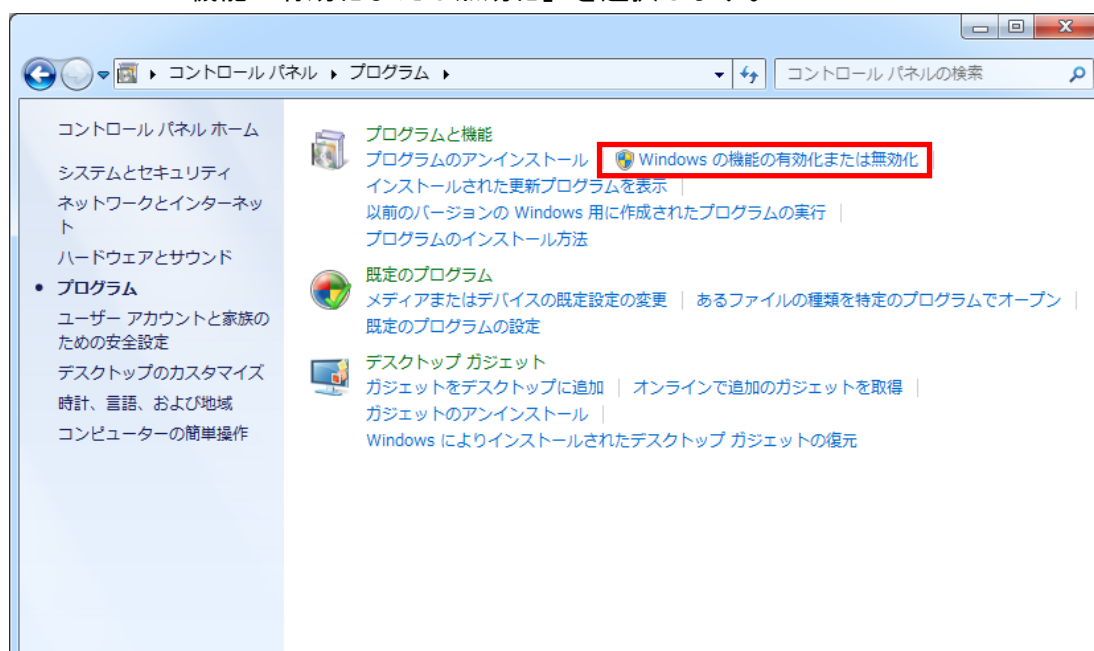 コントロール パネル ▸ プログラム ▸
コントロール パネルの検索
コントロール パネル ホーム
システムとセキュリティ
ネットワークとインターネッ
ト
ハードウェアとサウンド
• プログラム
ユーザー アカウントと家族の
ための安全設定
デスクトップのカスタマイズ
時計、言語、および地域
コンピューターの簡単操作
プログラムと機能
プログラムのアンインストール | Windows の機能の有効化または無効化 |
インストールされた更新プログラムを表示 |
以前のバージョンの Windows 用に作成されたプログラムの実行 |
プログラムのインストール方法
既定のプログラム
メディアまたはデバイスの既定設定の変更 | あるファイルの種類を特定のプログラムでオープン |
既定のプログラムの設定
デスクトップ ガジェット
ガジェットをデスクトップに追加 | オンラインで追加のガジェットを取得 |
ガジェットのアンインストール |
Windows によりインストールされたデスクトップ ガジェットの復元